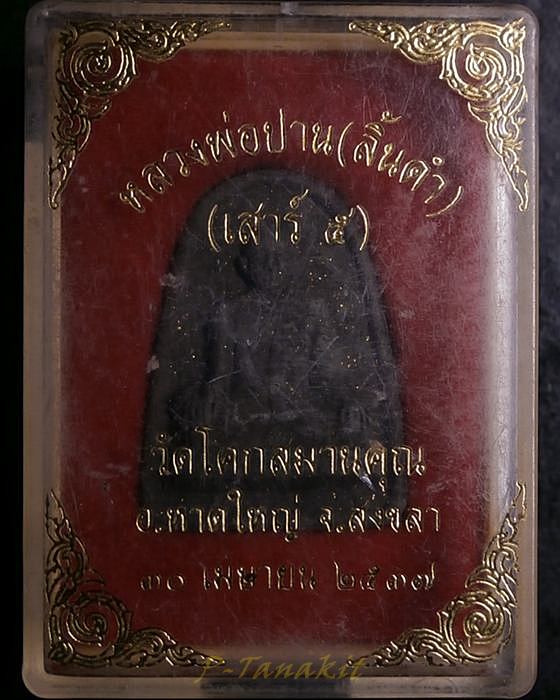 หลวงพ่อปาน(ลิ้นดำ)
(เสาร์ ๕)
วัดโคกสมานคุณ
อ.หาดใหญ่ จ.สงขลา
๓๐ เมษายน ๒๕๓๗
P-Tanakit